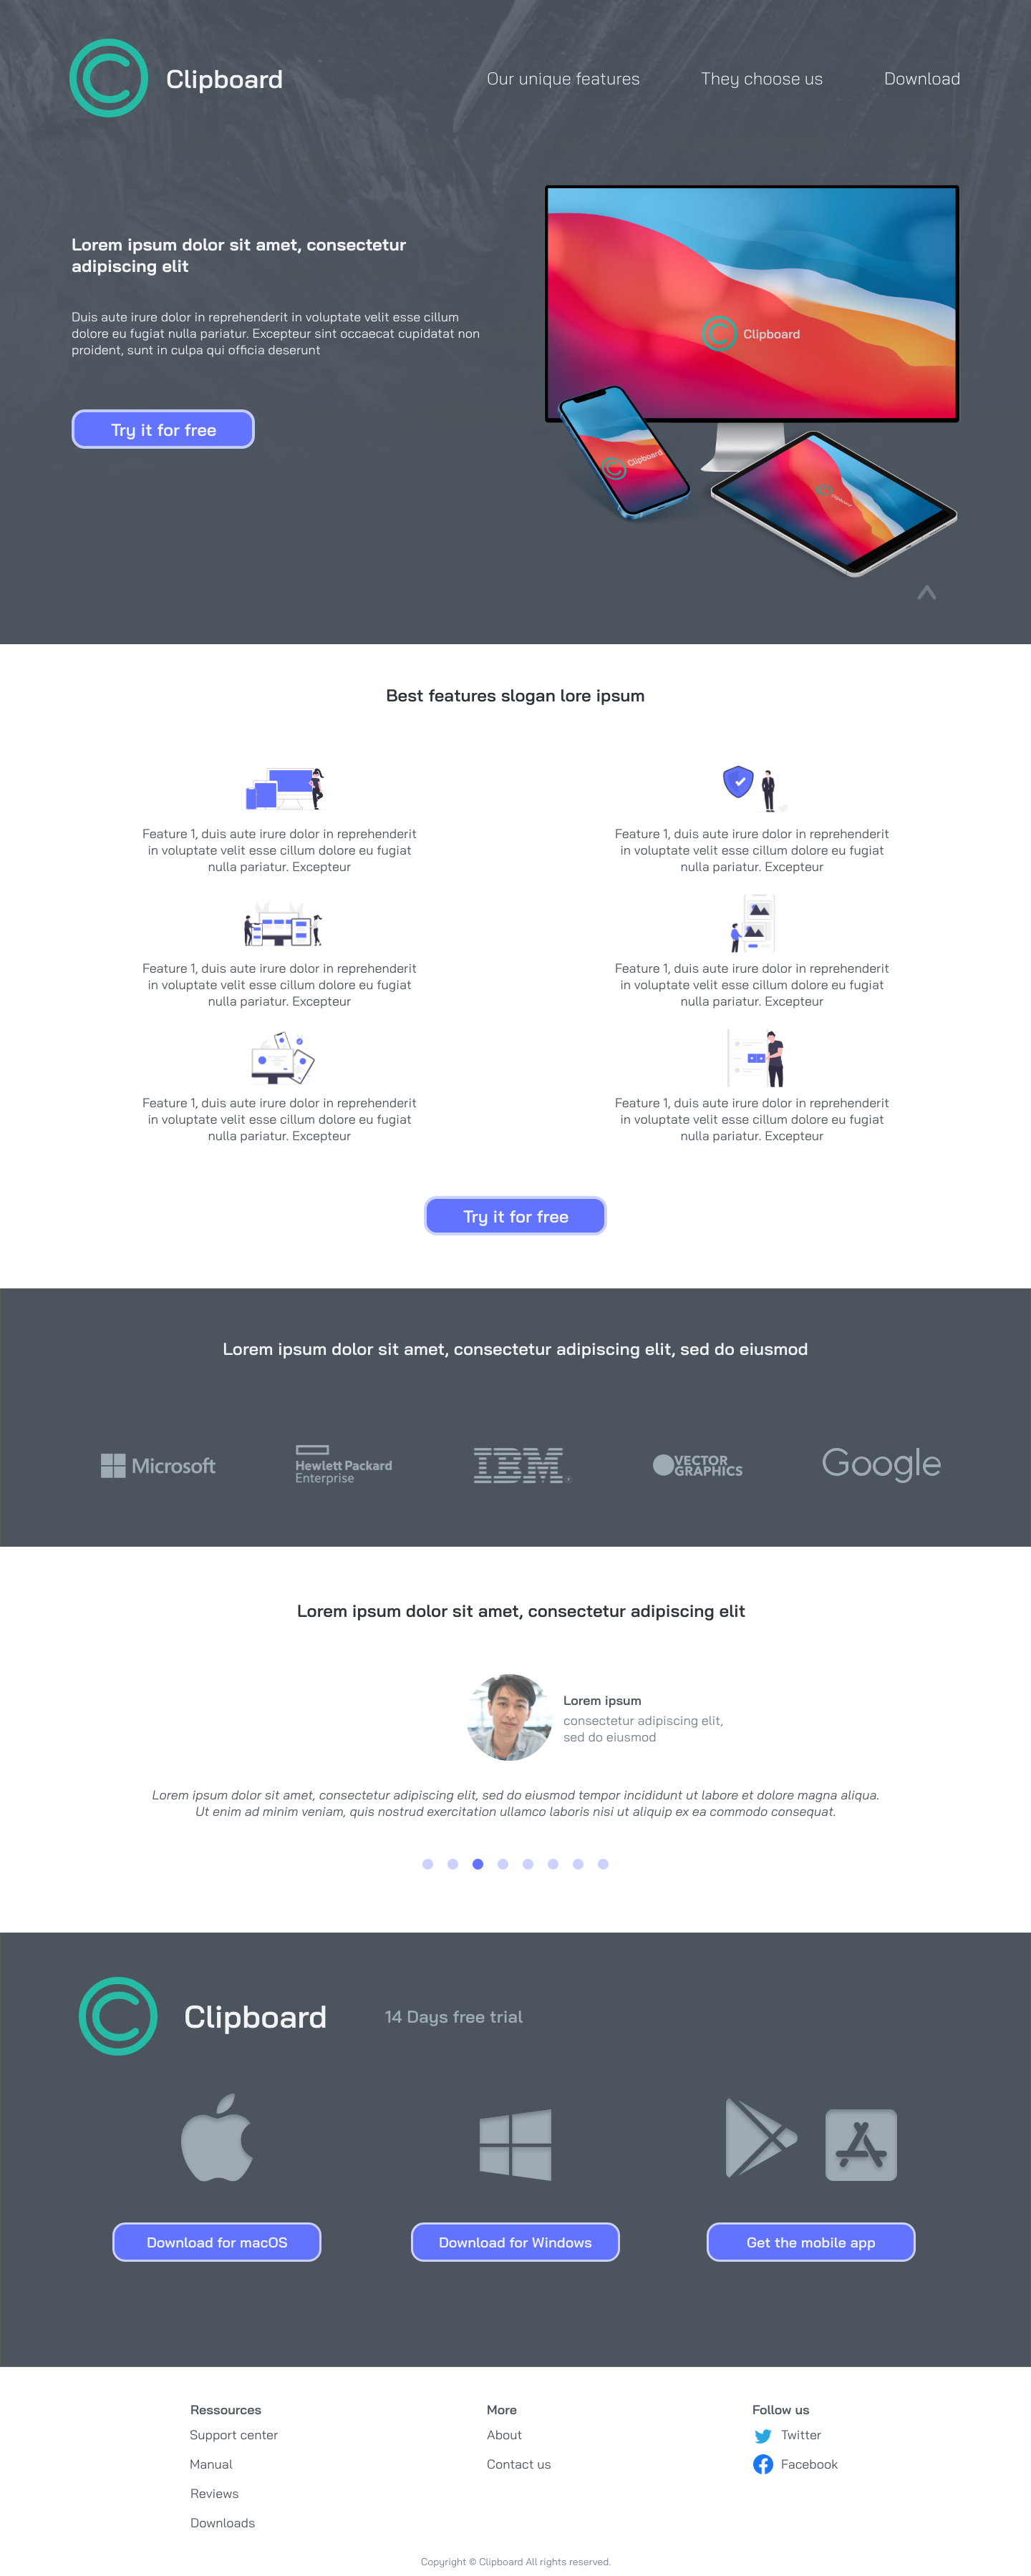 Clipboard
Our unique features
They choose us
Download
Lorem ipsum dolor sit amet, consectetur
adipiscing elit
Duis aute irure dolor in reprehenderit in voluptate velit esse cillum
dolore eu fugiat nulla pariatur. Excepteur sint occaecat cupidatat non
proident, sunt in culpa qui officia deserunt
Try it for free
Clipboard
Clipboard
Clipboard
Best features slogan lore ipsum
Feature 1, duis aute irure dolor in reprehenderit
in voluptate velit esse cillum dolore eu fugiat
nulla pariatur. Excepteur
Feature 1, duis aute irure dolor in reprehenderit
in voluptate velit esse cillum dolore eu fugiat
nulla pariatur. Excepteur
Feature 1, duis aute irure dolor in reprehenderit
in voluptate velit esse cillum dolore eu fugiat
nulla pariatur. Excepteur
Feature 1, duis aute irure dolor in reprehenderit
in voluptate velit esse cillum dolore eu fugiat
nulla pariatur. Excepteur
Feature 1, duis aute irure dolor in reprehenderit
in voluptate velit esse cillum dolore eu fugiat
nulla pariatur. Excepteur
Feature 1, duis aute irure dolor in reprehenderit
in voluptate velit esse cillum dolore eu fugiat
nulla pariatur. Excepteur
Try it for free
Lorem ipsum dolor sit amet, consectetur adipiscing elit, sed do eiusmod
Microsoft
Hewlett Packard
Enterprise
IBM®
VECTOR
GRAPHICS
Google
Lorem ipsum dolor sit amet, consectetur adipiscing elit
Lorem ipsum
consectetur adipiscing elit,
sed do eiusmod
Lorem ipsum dolor sit amet, consectetur adipiscing elit, sed do eiusmod tempor incididunt ut labore et dolore magna aliqua.
Ut enim ad minim veniam, quis nostrud exercitation ullamco laboris nisi ut aliquip ex ea commodo consequat.
Clipboard
14 Days free trial
Download for macOS
Download for Windows
Get the mobile app
Ressources
Support center
Manual
Reviews
Downloads
More
About
Contact us
Follow us
Twitter
Facebook
Copyright © Clipboard All rights reserved.